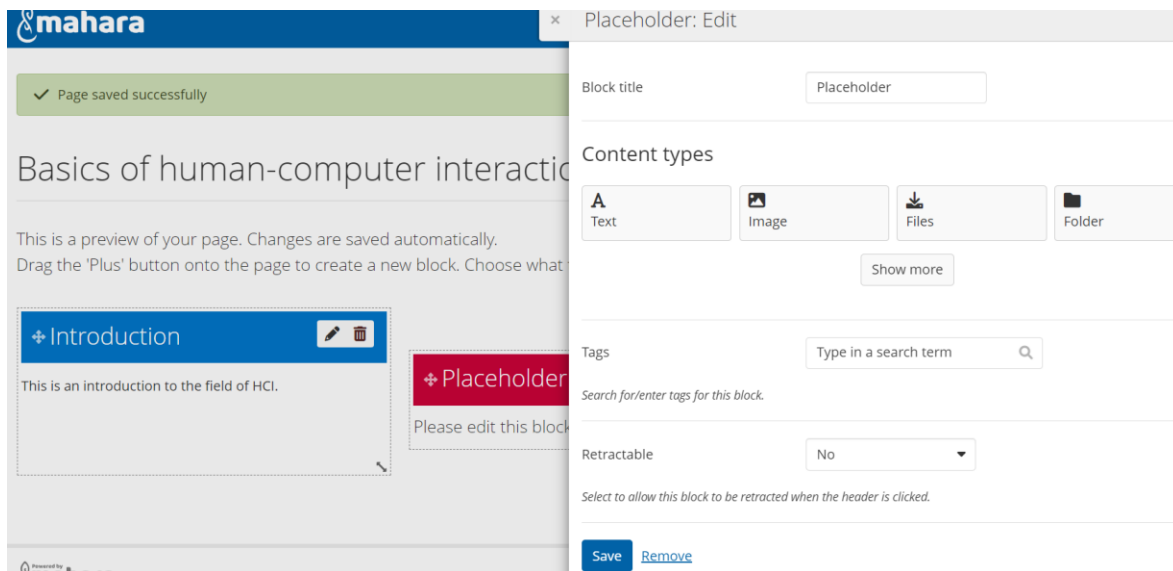 mahara
Page saved successfully
Basics of human-computer interactio
This is a preview of your page. Changes are saved automatically.
Drag the 'Plus' button onto the page to create a new block. Choose what
Introduction
This is an introduction to the field of HCI.
Placeholder
Please edit this block
Powered by
× Placeholder: Edit
Block title Placeholder
Content types
A
Text Image Files Folder
Show more
Tags Type in a search term
Search for/enter tags for this block.
Retractable No
Select to allow this block to be retracted when the header is clicked.
Save Remove